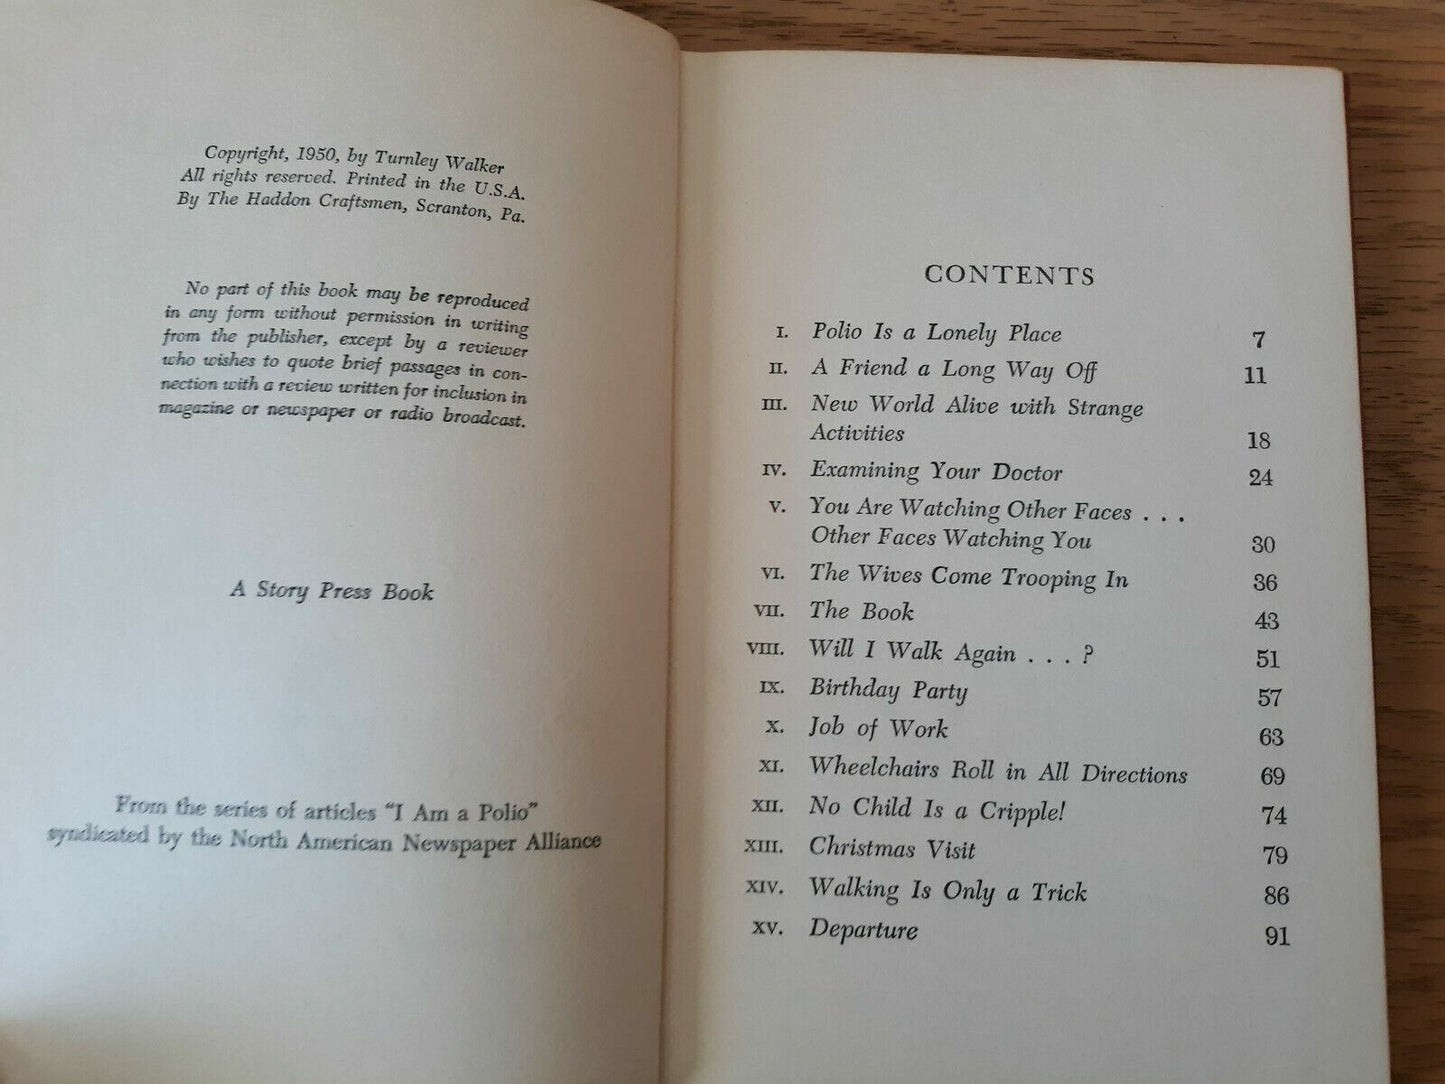 Copyright, 1950, by Turnley Walker
All rights reserved. Printed in the U.S.A.
By The Haddon Craftsmen, Scranton, Pa.
No part of this book may be reproduced
in any form without permission in writing
from the publisher, except by a reviewer
who wishes to quote brief passages in con-
nection with a review written for inclusion in
magazine or newspaper or radio broadcast.
A Story Press Book
From the series of articles "I Am a Polio"
syndicated by the North American Newspaper Alliance
CONTENTS
I. Polio Is a Lonely Place 7
II. A Friend a Long Way Off 11
III. New World Alive with Strange
Activities 18
IV. Examining Your Doctor 24
V. You Are Watching Other Faces . . .
Other Faces Watching You 30
VI. The Wives Come Trooping In 36
VII. The Book 43
VIII. Will I Walk Again . . . ? 51
IX. Birthday Party 57
X. Job of Work 63
XI. Wheelchairs Roll in All Directions 69
XII. No Child Is a Cripple! 74
XIII. Christmas Visit 79
XIV. Walking Is Only a Trick 86
XV. Departure 91